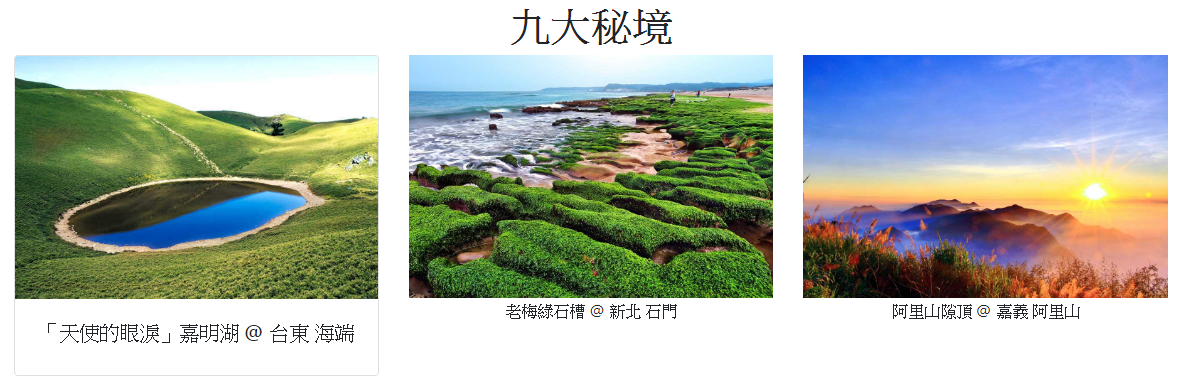 九大秘境
「天使的眼淚」嘉明湖 @ 台東 海端
老梅綠石槽 @ 新北 石門
阿里山隙頂 @ 嘉義 阿里山